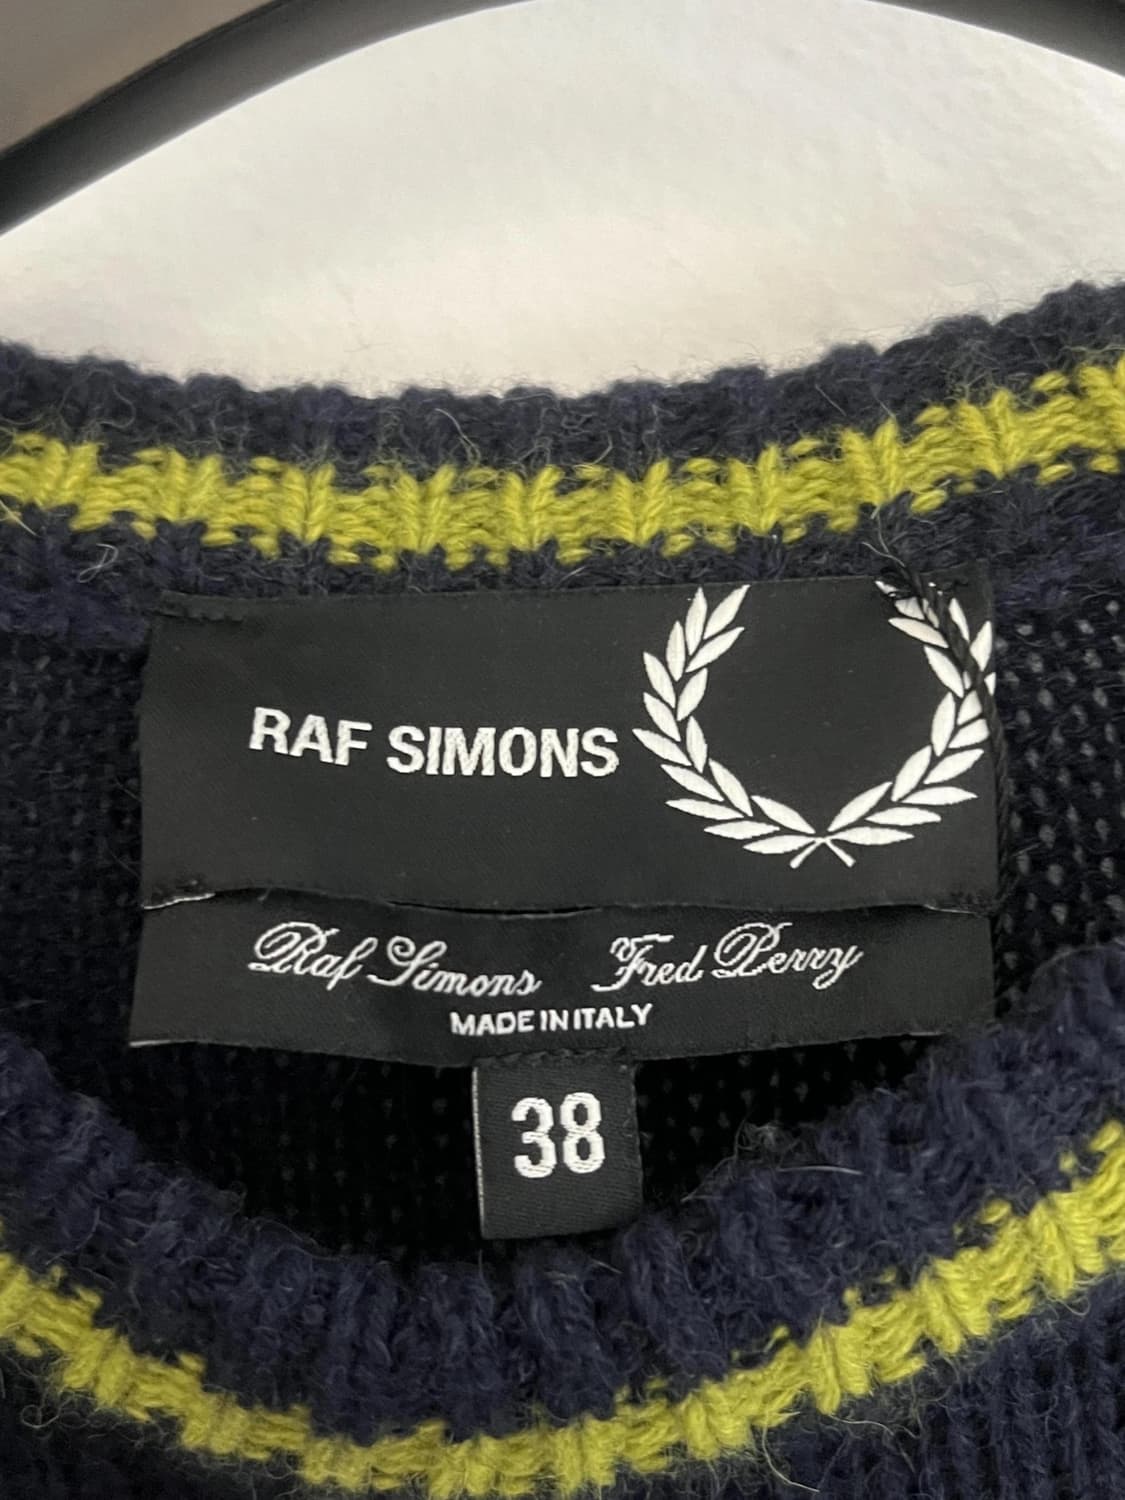 RAF SIMONS
Raf Simons Fred Perry
MADE IN ITALY
38